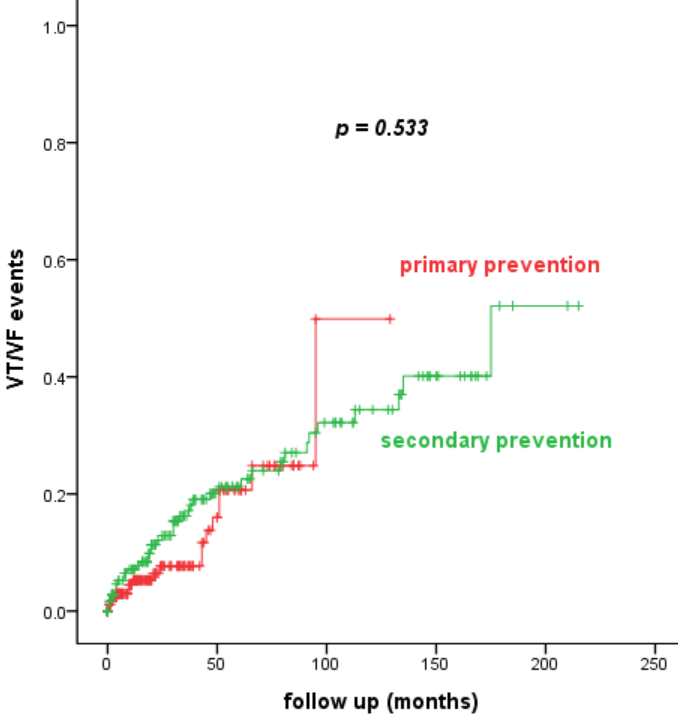 1.0
p = 0.533
0.8
primary prevention
0.6
VT/VF events
0.4
secondary prevention
0.2
0.0
0 50 100 150 200 250
follow up (months)